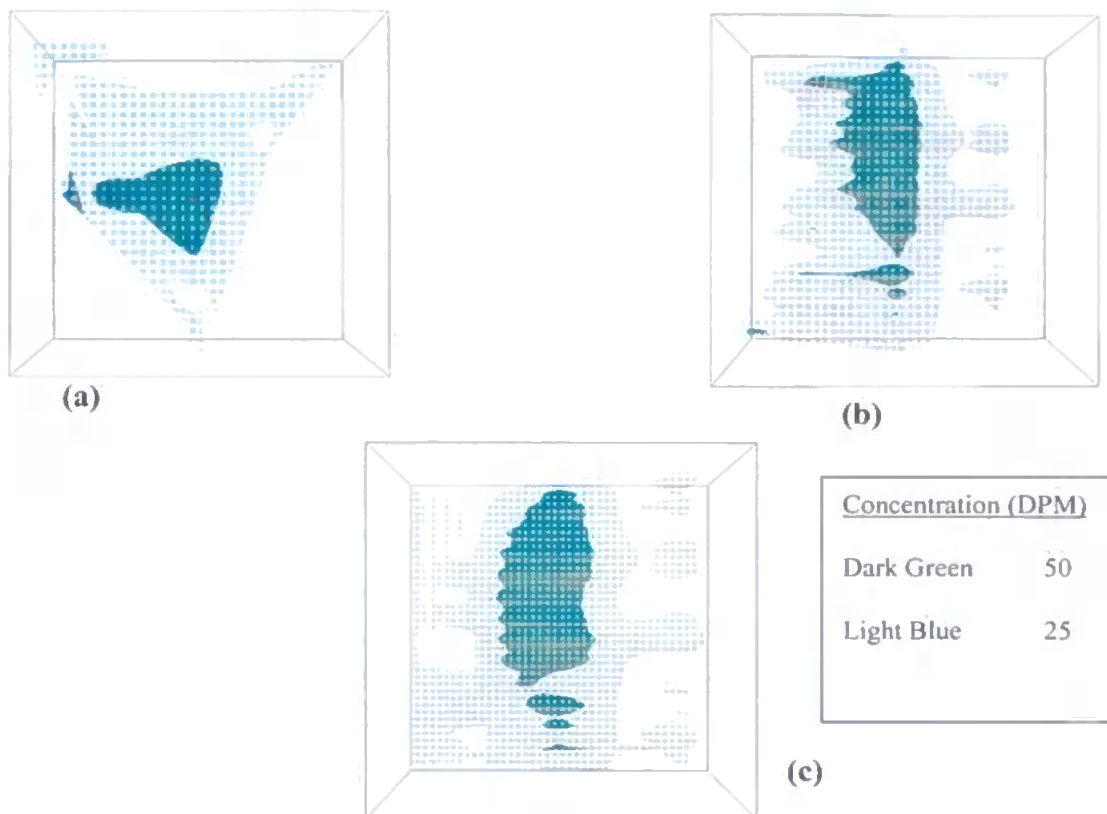 (a)
(b)
Concentration (DPM)
Dark Green 50
Light Blue 25
(c)